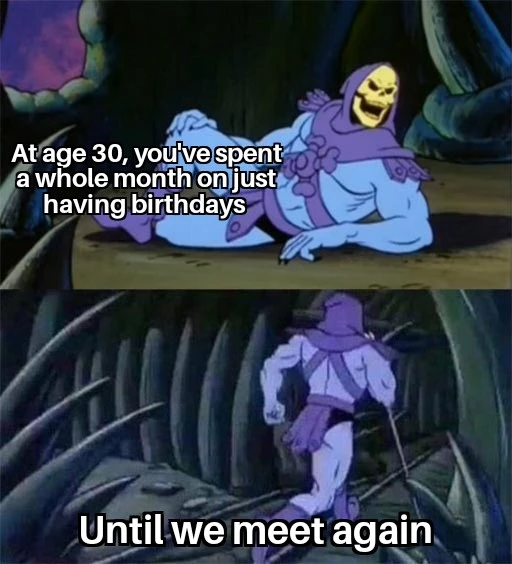 At age 30, you've spent
a whole month on just
having birthdays
Until we meet again